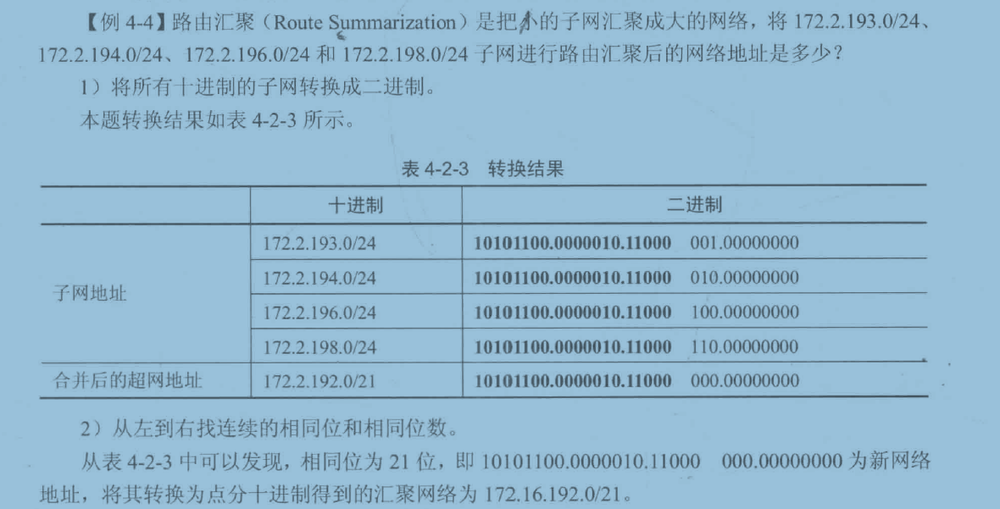 【例 4-4】路由汇聚（Route Summarization）是把小的子网汇聚成大的网络，将 172.2.193.0/24、
172.2.194.0/24、172.2.196.0/24 和 172.2.198.0/24 子网进行路由汇聚后的网络地址是多少？
1）将所有十进制的子网转换成二进制。
本题转换结果如表 4-2-3 所示。
表 4-2-3 转换结果
十进制 二进制
172.2.193.0/24 10101100.0000010.11000 001.00000000
172.2.194.0/24 10101100.0000010.11000 010.00000000
子网地址
172.2.196.0/24 10101100.0000010.11000 100.00000000
172.2.198.0/24 10101100.0000010.11000 110.00000000
合并后的超网地址 172.2.192.0/21 10101100.0000010.11000 000.00000000
2）从左到右找连续的相同位和相同位数。
从表 4-2-3 中可以发现，相同位为 21 位，即 10101100.0000010.11000 000.00000000 为新网络
地址，将其转换为点分十进制得到的汇聚网络为 172.16.192.0/21。